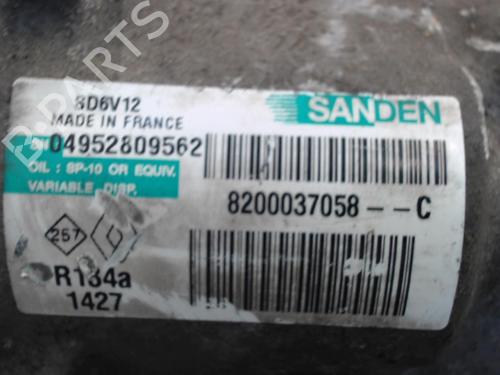 SD6V12
MADE IN FRANCE
SANDEN
04952809562
OIL : SP-10 OR EQUIV.
VARIABLE DISP.
8200037058 -- C
257
R134a
1427
B-PARTS